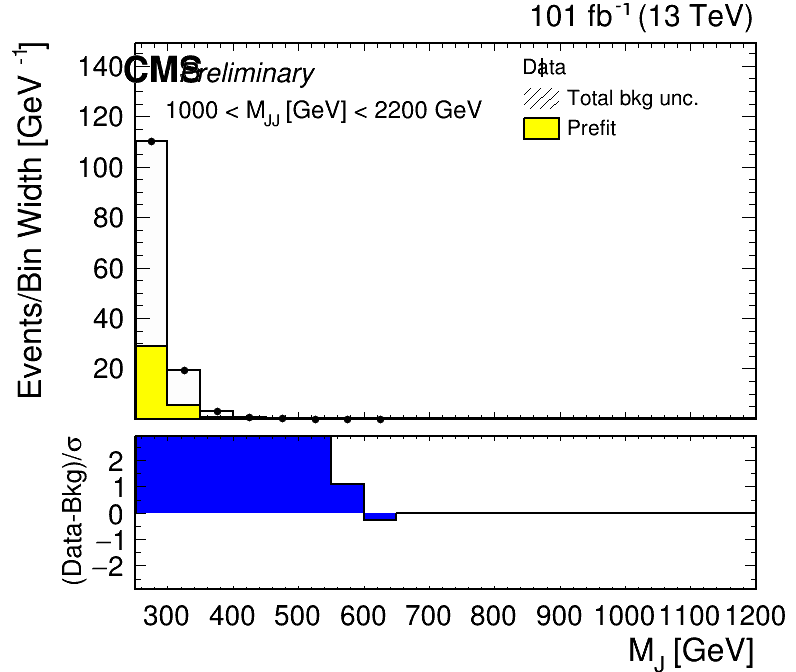 101 fb-1 (13 TeV)
CMS Preliminary
1000 < MJJ [GeV] < 2200 GeV
Data
Total bkg unc.
Prefit
Events/Bin Width [GeV-1]
140
120
100
80
60
40
20
(Data-Bkg)/σ
2
1
0
−1
−2
300 400 500 600 700 800 900 1000 1100 1200
MJ [GeV]